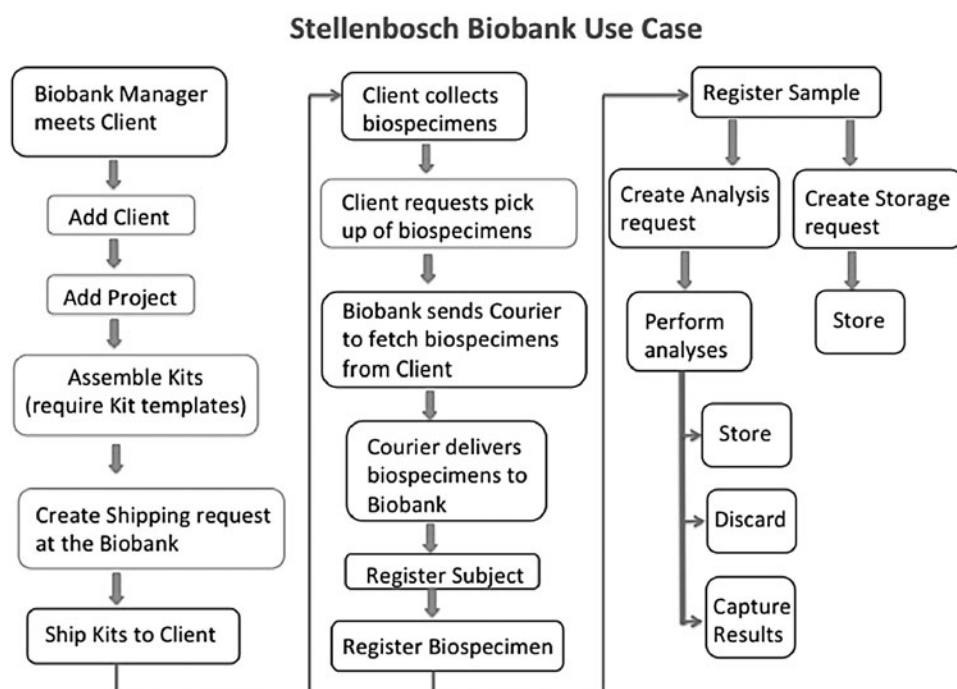 Stellenbosch Biobank Use Case
Biobank Manager
meets Client
Add Client
Add Project
Assemble Kits
(require Kit templates)
Create Shipping request
at the Biobank
Ship Kits to Client
Client collects
biospecimens
Client requests pick
up of biospecimens
Biobank sends Courier
to fetch biospecimens
from Client
Courier delivers
biospecimens to
Biobank
Register Subject
Register Biospecimen
Register Sample
Create Analysis
request
Create Storage
request
Perform
analyses
Store
Store
Discard
Capture
Results